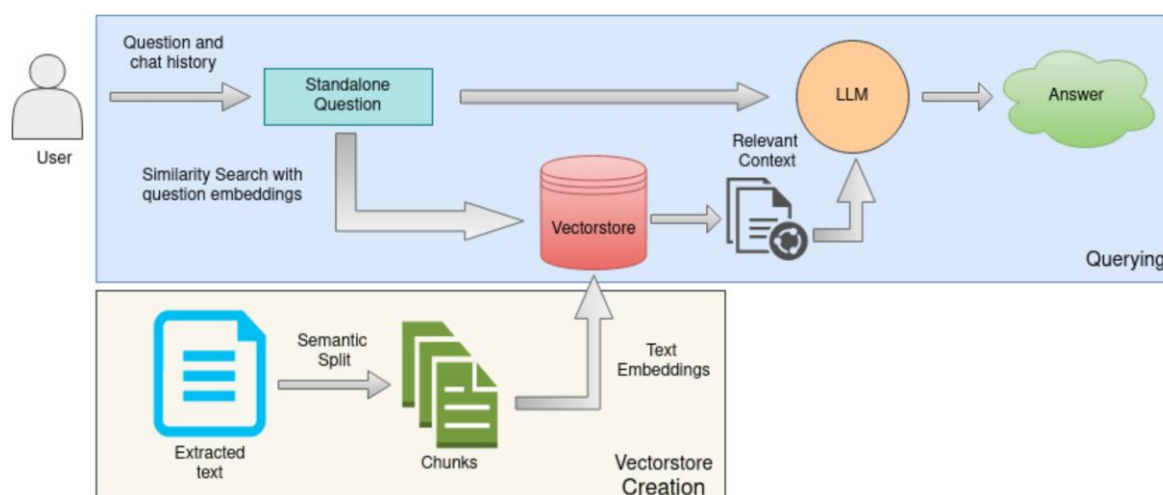 Question and
chat history
User
Standalone
Question
LLM
Answer
Similarity Search with
question embeddings
Vectorstore
Relevant
Context
Querying
Extracted
text
Semantic
Split
Chunks
Text
Embeddings
Vectorstore
Creation